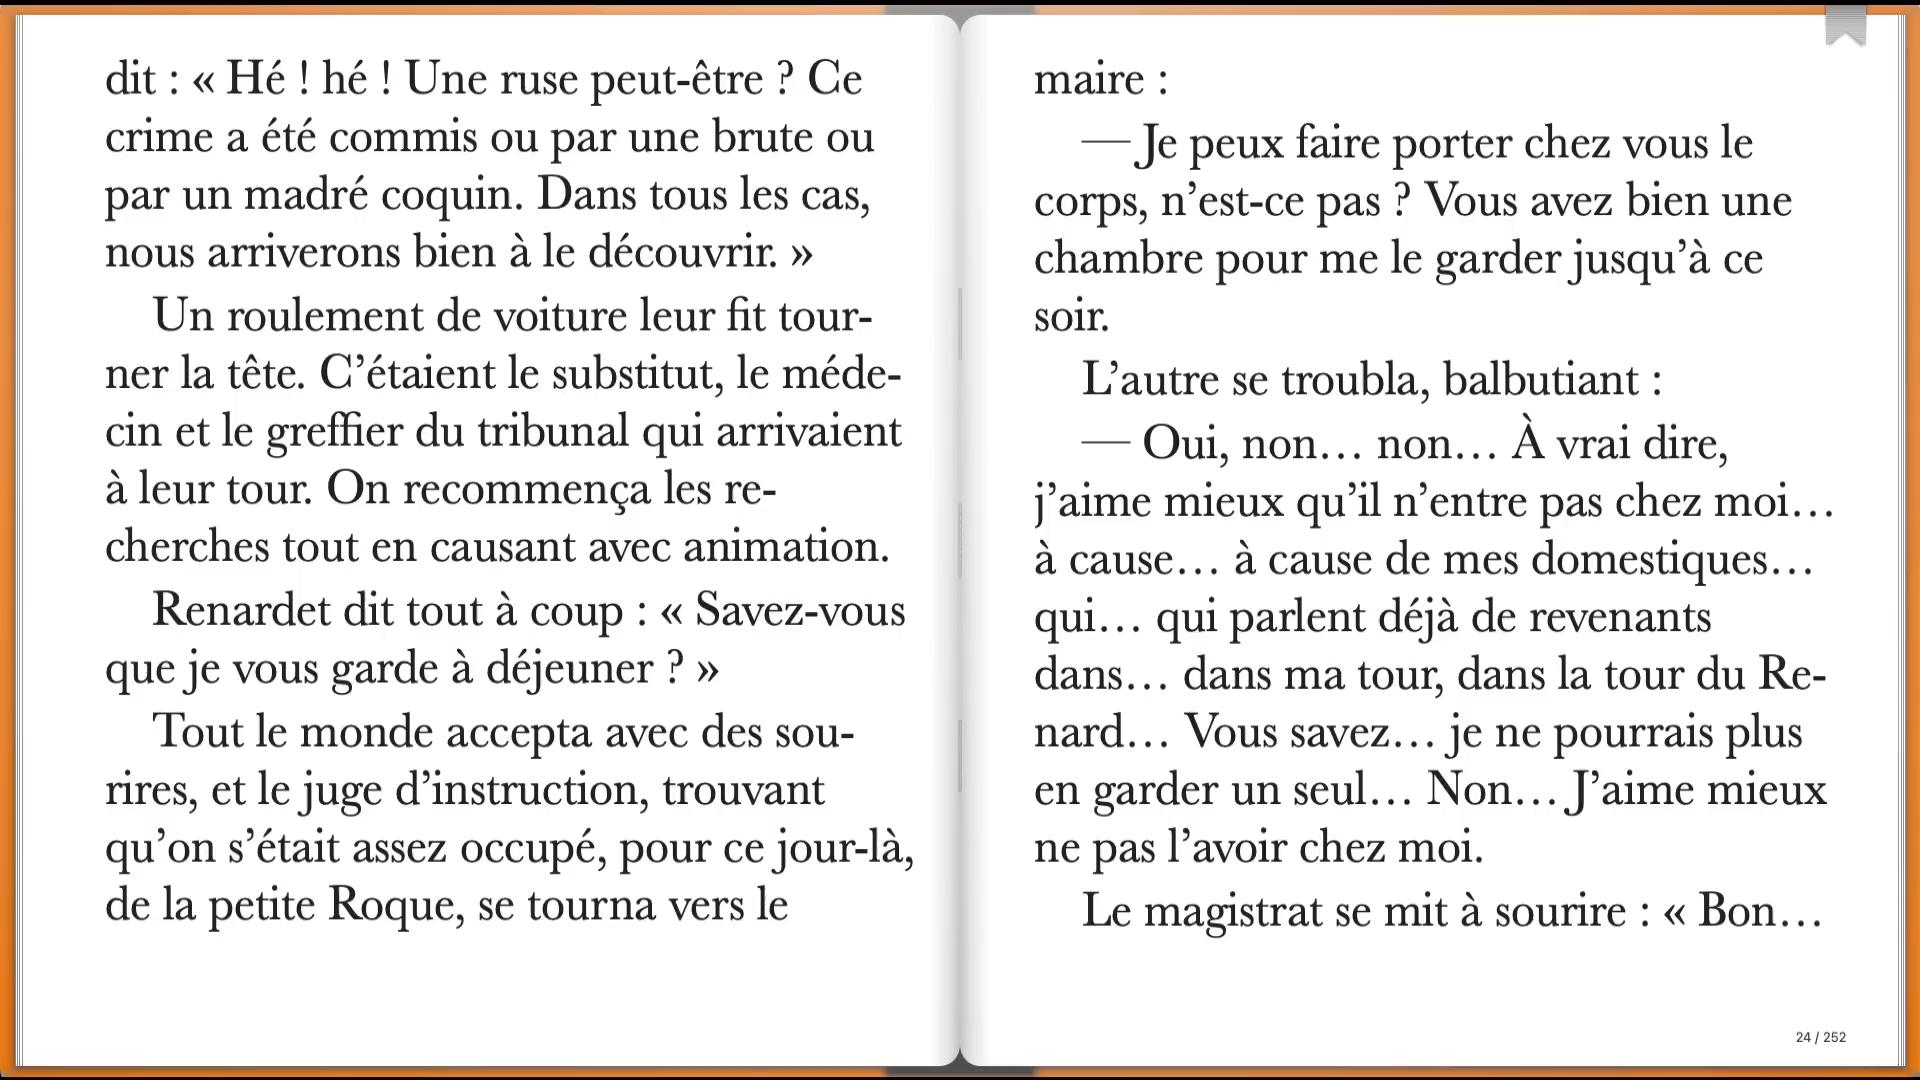 dit : « Hé ! hé ! Une ruse peut-être ? Ce
crime a été commis ou par une brute ou
par un madré coquin. Dans tous les cas,
nous arriverons bien à le découvrir. »
Un roulement de voiture leur fit tour-
ner la tête. C’étaient le substitut, le méde-
cin et le greffier du tribunal qui arrivaient
à leur tour. On recommença les re-
cherches tout en causant avec animation.
Renardet dit tout à coup : « Savez-vous
que je vous garde à déjeuner ? »
Tout le monde accepta avec des sou-
rires, et le juge d’instruction, trouvant
qu’on s’était assez occupé, pour ce jour-là,
de la petite Roque, se tourna vers le
maire :
— Je peux faire porter chez vous le
corps, n’est-ce pas ? Vous avez bien une
chambre pour me le garder jusqu’à ce
soir.
L’autre se troubla, balbutiant :
— Oui, non… non… À vrai dire,
j’aime mieux qu’il n’entre pas chez moi…
à cause… à cause de mes domestiques…
qui… qui parlent déjà de revenants
dans… dans ma tour, dans la tour du Re-
nard… Vous savez… je ne pourrais plus
en garder un seul… Non… J’aime mieux
ne pas l’avoir chez moi.
Le magistrat se mit à sourire : « Bon…
24 / 252